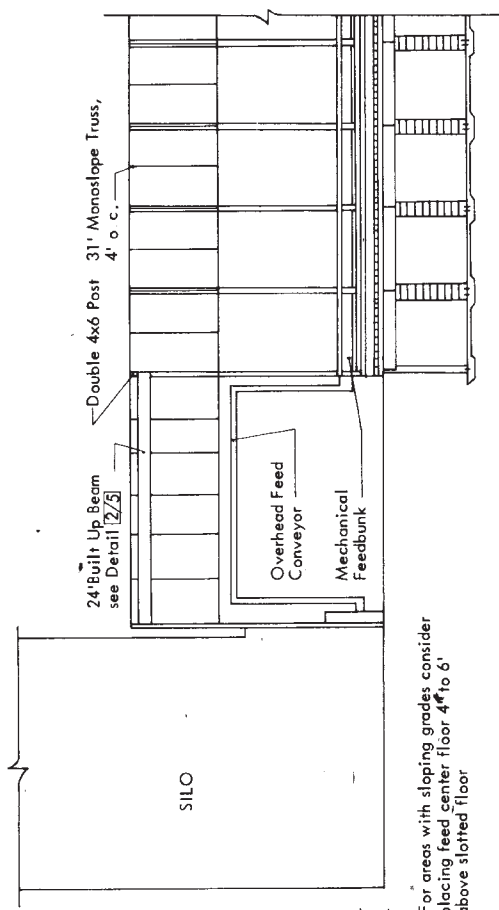 24'Built Up Beam
see Detail 2/5
Double 4x6 Post
31' Monoslope Truss,
4' o c.
Overhead Feed
Conveyor
Mechanical
Feedbunk
SILO
For areas with sloping grades consider
placing feed center floor 4' to 6'
above slotted floor